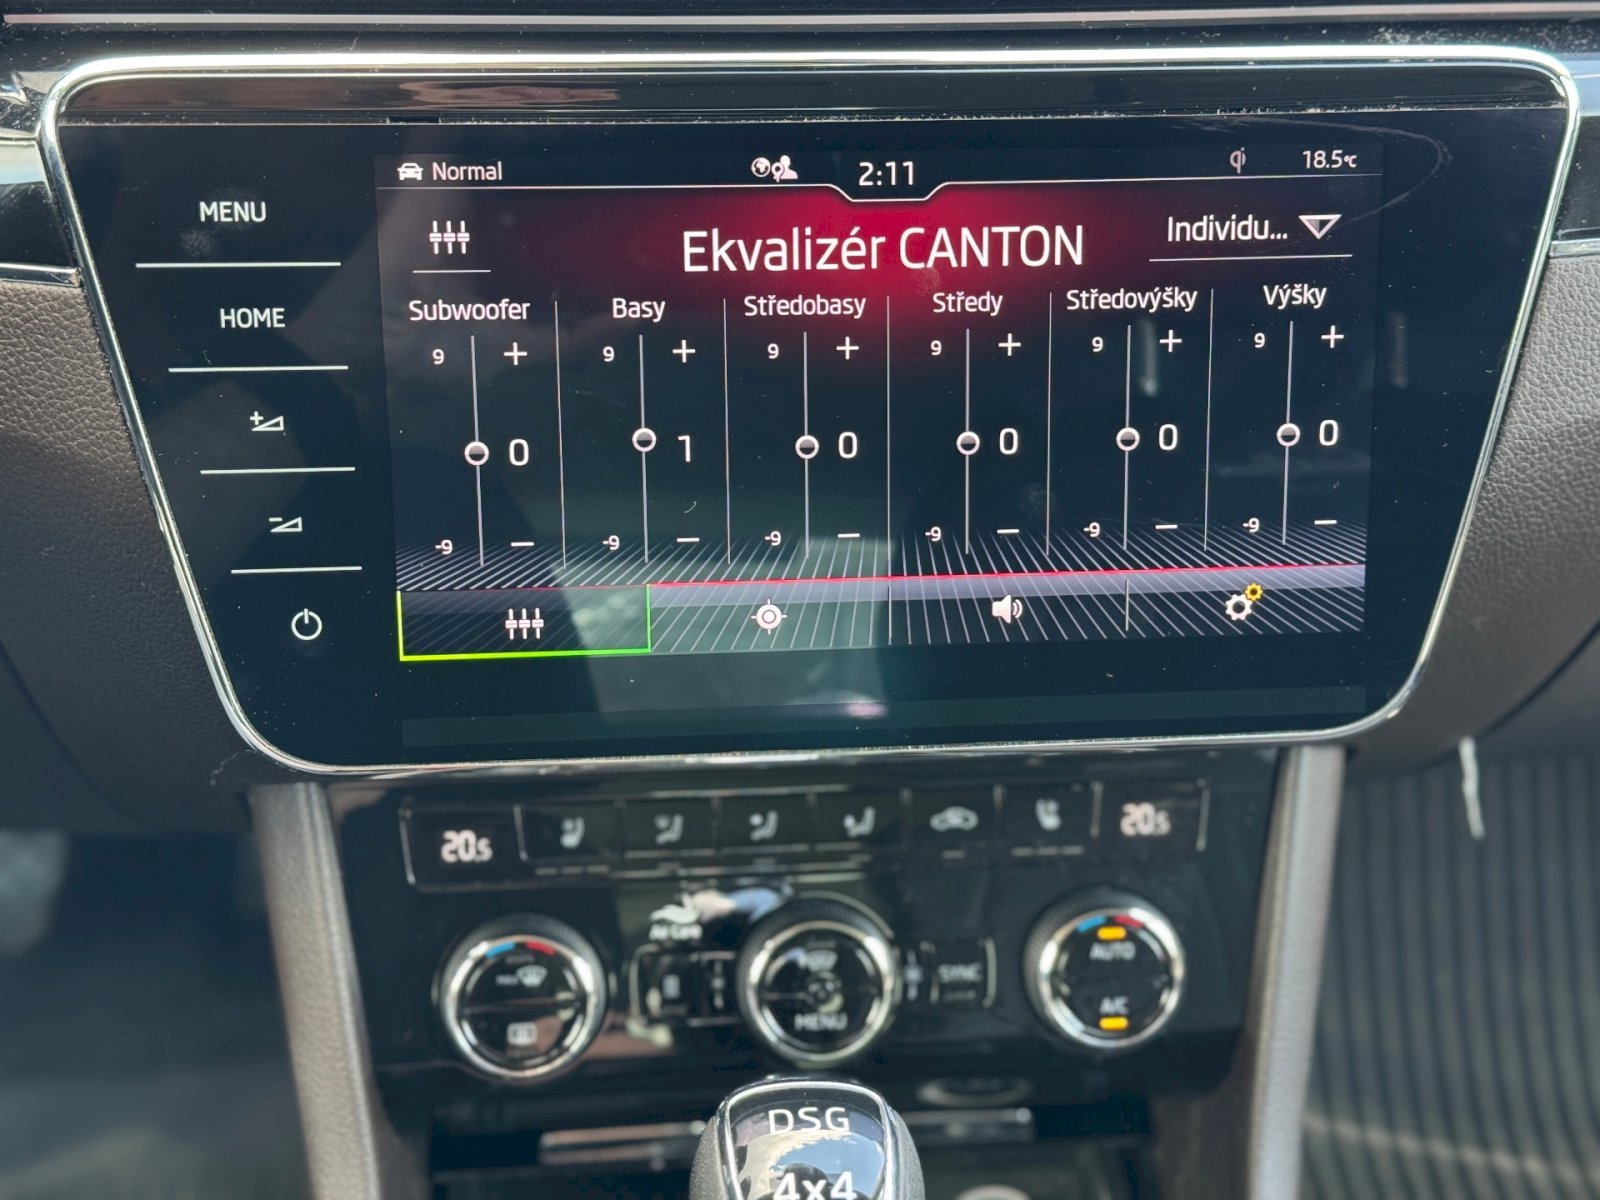 Normal
2:11
18.5°C
MENU
Ekvalizér CANTON
Individu...
HOME
Subwoofer
Basy
Středobasy
Středy
Středovýšky
Výšky
9 +
9 +
9 +
9 +
9 +
9 +
0
1
0
0
0
0
-9 −
-9 −
-9 −
-9 −
-9 −
-9 −
20.5
20.5
Air Care
AUTO
SYNC
MENU
A/C
DSG
4x4